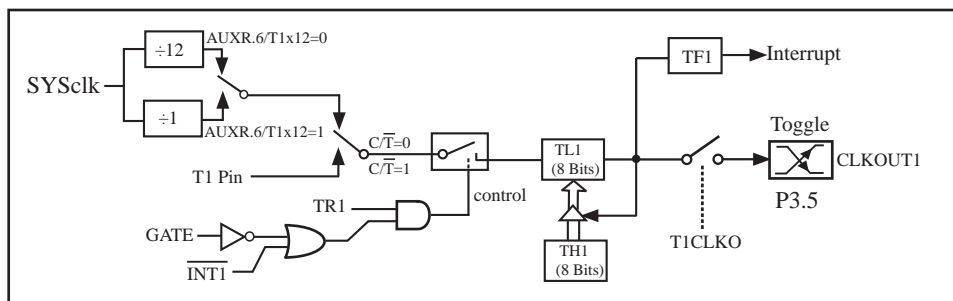 AUXR.6/T1x12=0
÷12
SYSclk
÷1
AUXR.6/T1x12=1
T1 Pin
C/T̅=0
C/T̅=1
TR1
control
GATE
I̅N̅T̅1̅
TL1
(8 Bits)
TH1
(8 Bits)
TF1
Interrupt
Toggle
CLKOUT1
P3.5
T1CLKO